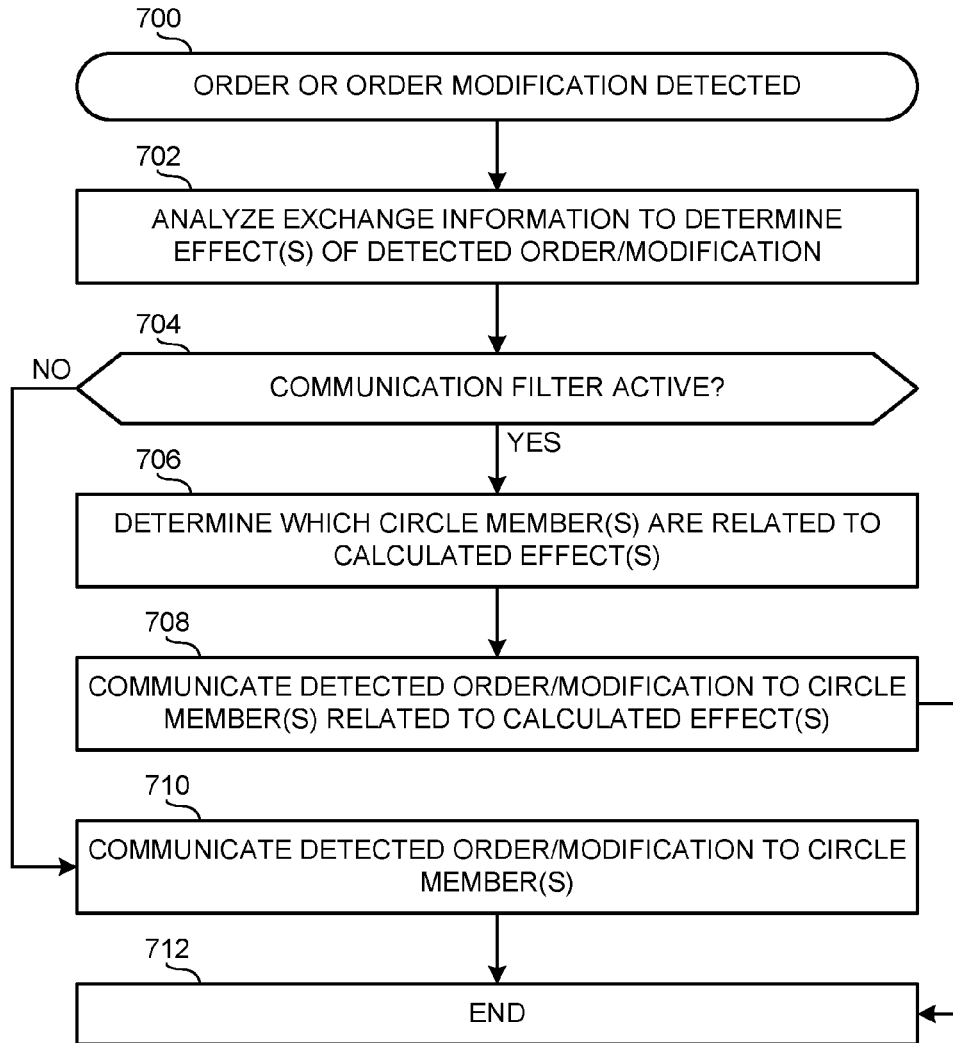 700
ORDER OR ORDER MODIFICATION DETECTED
702
ANALYZE EXCHANGE INFORMATION TO DETERMINE
EFFECT(S) OF DETECTED ORDER/MODIFICATION
704
NO
COMMUNICATION FILTER ACTIVE?
YES
706
DETERMINE WHICH CIRCLE MEMBER(S) ARE RELATED TO
CALCULATED EFFECT(S)
708
COMMUNICATE DETECTED ORDER/MODIFICATION TO CIRCLE
MEMBER(S) RELATED TO CALCULATED EFFECT(S)
710
COMMUNICATE DETECTED ORDER/MODIFICATION TO CIRCLE
MEMBER(S)
712
END